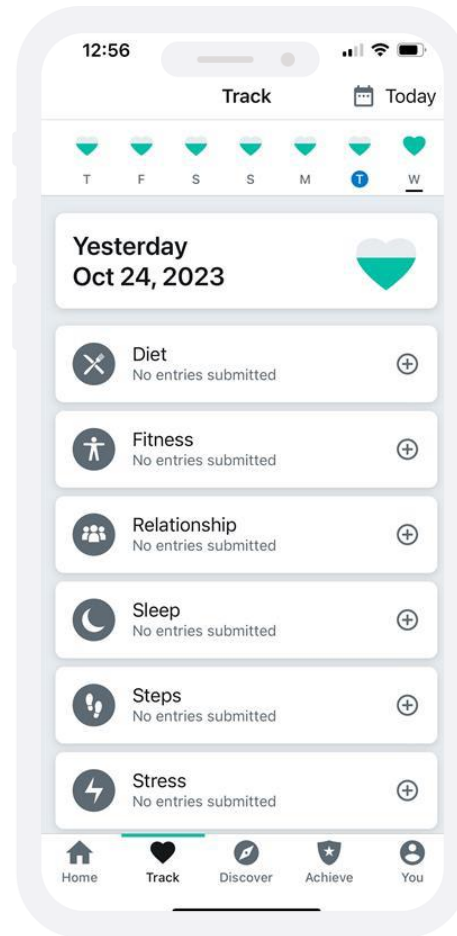 12:56
Track
Today
T F S S M T W
Yesterday
Oct 24, 2023
Diet
No entries submitted
Fitness
No entries submitted
Relationship
No entries submitted
Sleep
No entries submitted
Steps
No entries submitted
Stress
No entries submitted
Home Track Discover Achieve You